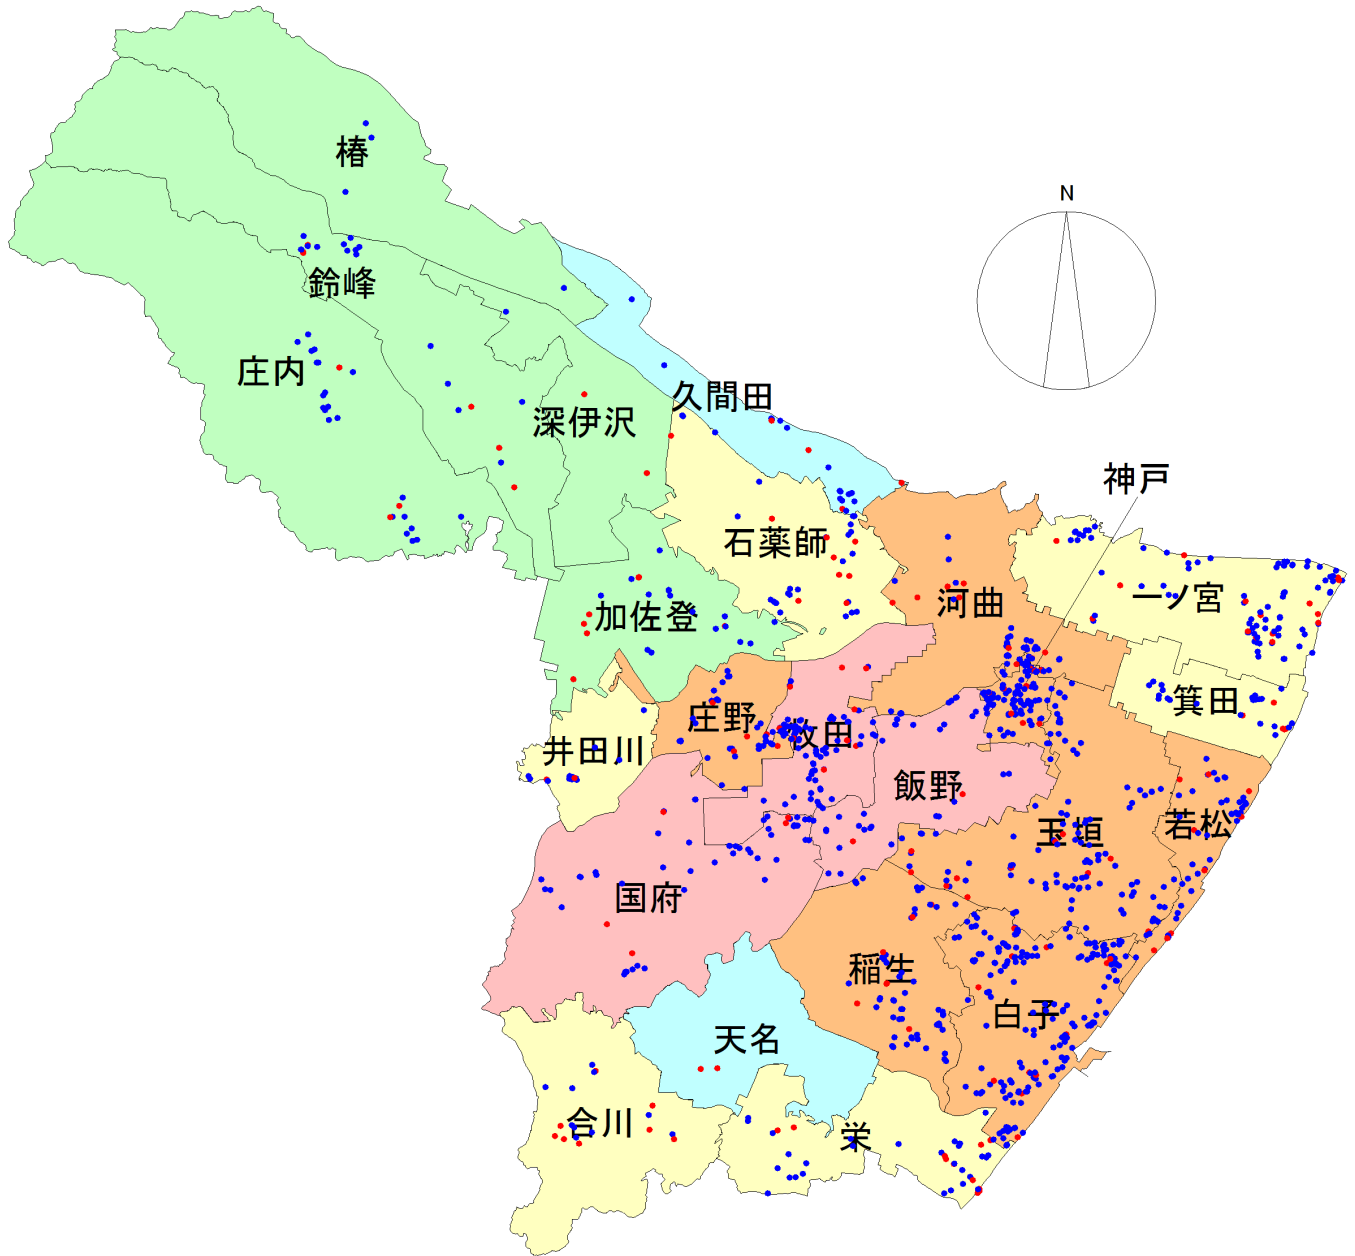 椿
N
鈴峰
庄内
久間田
深伊沢
神戸
石薬師
一ノ宮
河曲
加佐登
箕田
庄野
牧田
井田川
飯野
玉垣
若松
国府
稲生
白子
天名
合川
栄